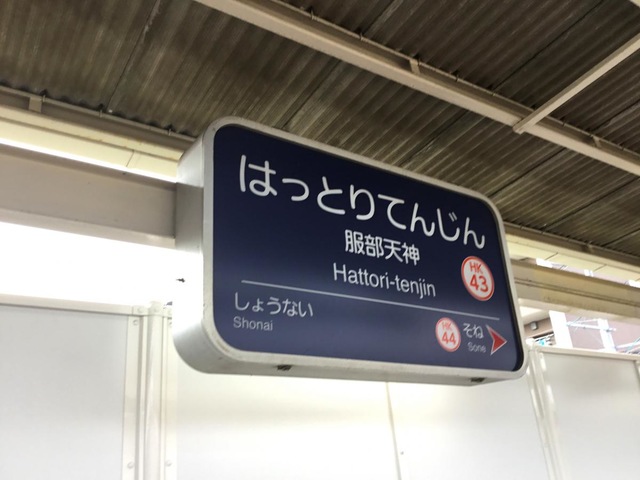 はってとりてんじん
服部天神
Hattori-tenjin
HK
43
しょうない
Shonai
HK
44
そね
Sone